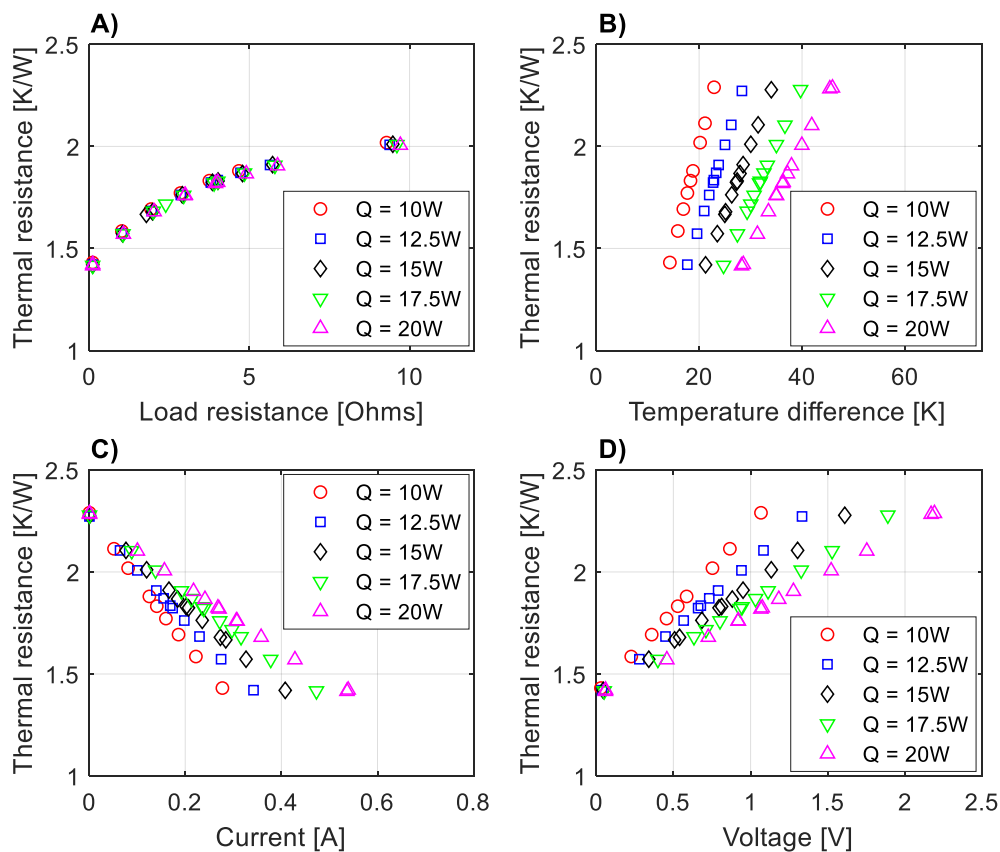 A)
Thermal resistance [K/W]
2.5
2
1.5
1
0
5
10
Load resistance [Ohms]
Q = 10W
Q = 12.5W
Q = 15W
Q = 17.5W
Q = 20W
B)
Thermal resistance [K/W]
2.5
2
1.5
1
0
20
40
60
Temperature difference [K]
Q = 10W
Q = 12.5W
Q = 15W
Q = 17.5W
Q = 20W
C)
Thermal resistance [K/W]
2.5
2
1.5
1
0
0.2
0.4
0.6
0.8
Current [A]
Q = 10W
Q = 12.5W
Q = 15W
Q = 17.5W
Q = 20W
D)
Thermal resistance [K/W]
2.5
2
1.5
1
0
0.5
1
1.5
2
2.5
Voltage [V]
Q = 10W
Q = 12.5W
Q = 15W
Q = 17.5W
Q = 20W